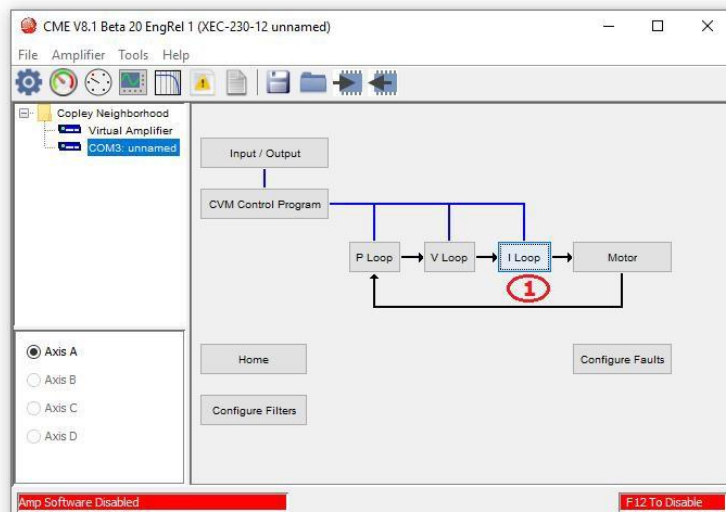 CME V8.1 Beta 20 EngRel 1 (XEC-230-12 unnamed)
File Amplifier Tools Help
Copley Neighborhood
Virtual Amplifier
COM3: unnamed
Input / Output
CVM Control Program
P Loop V Loop I Loop Motor
1
Axis A
Axis B
Axis C
Axis D
Home Configure Faults
Configure Filters
Amp Software Disabled F12 To Disable